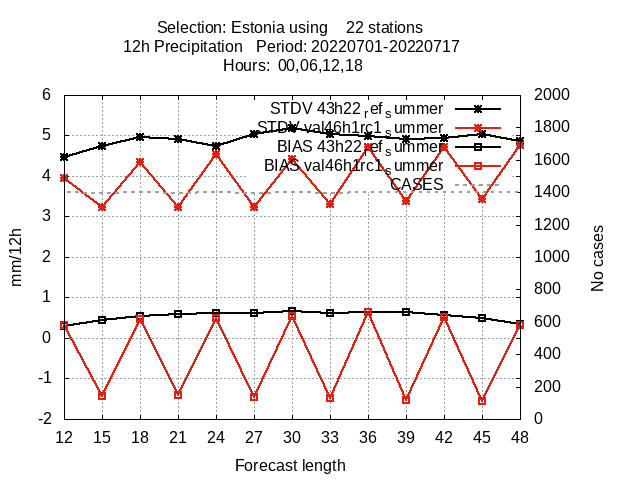 Selection: Estonia using 22 stations
12h Precipitation Period: 20220701-20220717
Hours: 00,06,12,18
STDV 43h22_ref_summer
STDV val46h1rc1_summer
BIAS 43h22_ref_summer
BIAS val46h1rc1_summer
CASES
6
5
4
3
2
1
0
-1
-2
mm/12h
2000
1800
1600
1400
1200
1000
800
600
400
200
0
No cases
12 15 18 21 24 27 30 33 36 39 42 45 48
Forecast length